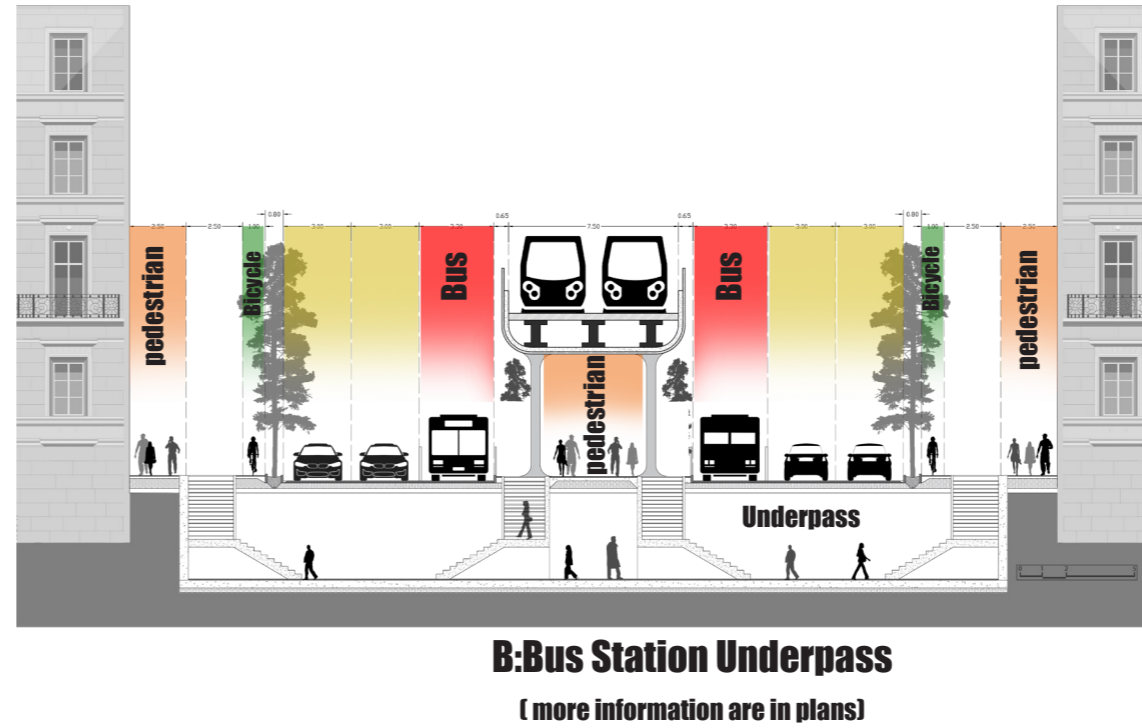 0.80 0.65 0.65 0.80
2.50 2.50 1.00 3.00 3.00 3.20 7.50 3.20 3.00 3.00 1.00 2.50 2.50
pedestrian
Bicycle
Bus
pedestrian
Bus
Bicycle
pedestrian
Underpass
B:Bus Station Underpass
( more information are in plans)